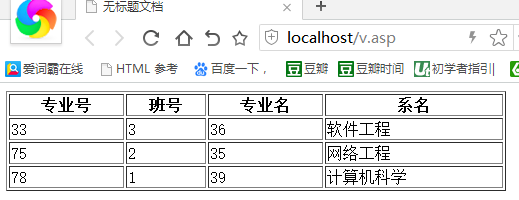 无标题文档
localhost/v.asp
爱词霸在线 HTML 参考 百度一下， 豆 豆瓣 豆 豆瓣时间 初学者指引
专业号 班号 专业名 系名
33 3 36 软件工程
75 2 35 网络工程
78 1 39 计算机科学